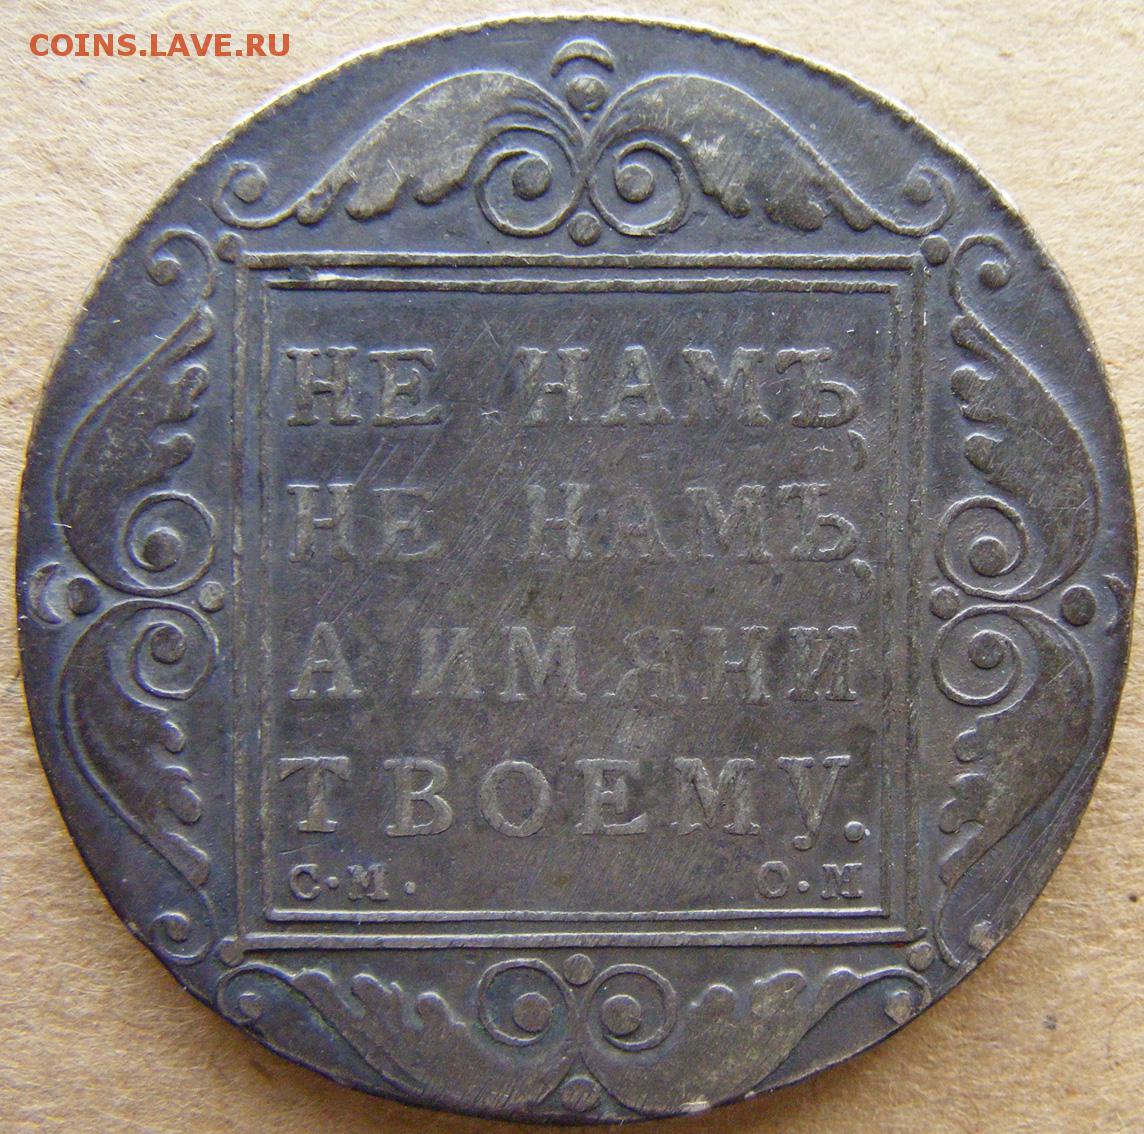 COINS.LAVE.RU
НЕ НАМЪ,
НЕ НАМЪ,
А ИМЯНИ
ТВОЕМУ.
С·М· О·М